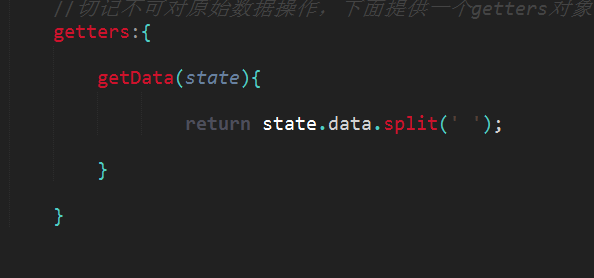 //切记不可对原始数据操作，下面提供一个getters对象
getters:{
getData(state){
return state.data.split(' ');
}
}